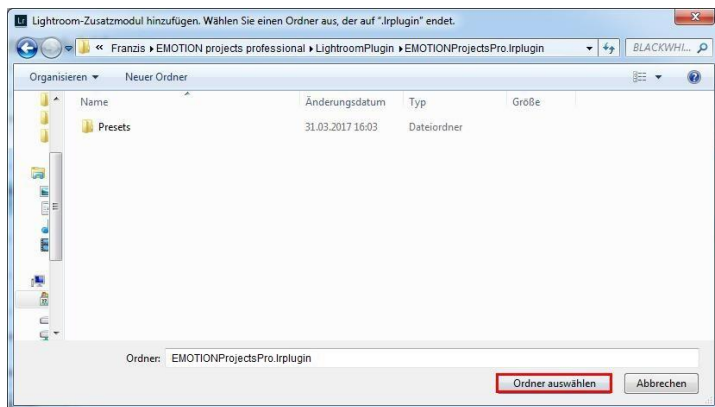 Lightroom-Zusatzmodul hinzufügen. Wählen Sie einen Ordner aus, der auf ".lrplugin" endet.
« Franzis ▸ EMOTION projects professional ▸ LightroomPlugin ▸ EMOTIONProjectsPro.lrplugin BLACKWHI...
Organisieren ▾ Neuer Ordner
Name Änderungsdatum Typ Größe
Presets 31.03.2017 16:03 Dateiordner
Ordner: EMOTIONProjectsPro.lrplugin
Ordner auswählen Abbrechen